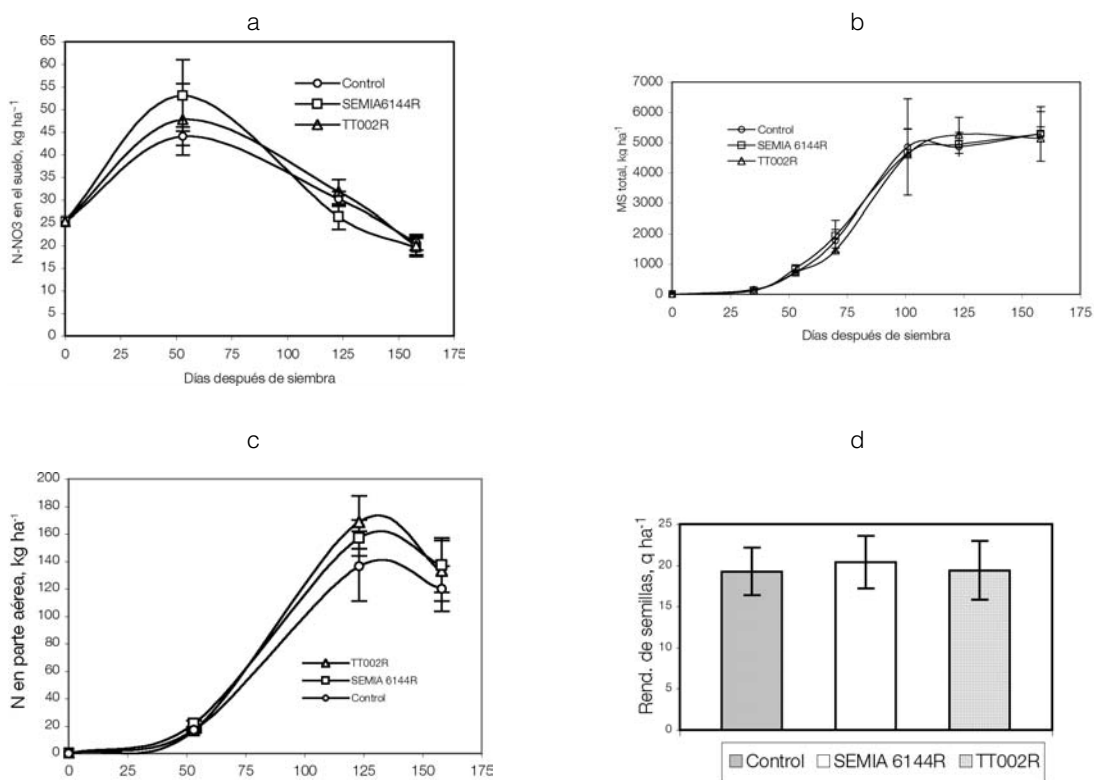 a
65
60
55
50
45
40
35
30
25
20
15
10
5
0
N-NO3 en el suelo, kg ha⁻¹
Control
SEMIA6144R
TT002R
0 25 50 75 100 125 150 175
Días después de siembra
b
7000
6000
5000
4000
3000
2000
1000
0
MS total, kg ha⁻¹
Control
SEMIA 6144R
TT002R
0 25 50 75 100 125 150 175
Días después de siembra
c
200
180
160
140
120
100
80
60
40
20
0
N en parte aérea, kg ha⁻¹
TT002R
SEMIA 6144R
Control
0 25 50 75 100 125 150 175
d
25
20
15
10
5
0
Rend. de semillas, q ha⁻¹
Control SEMIA 6144R TT002R